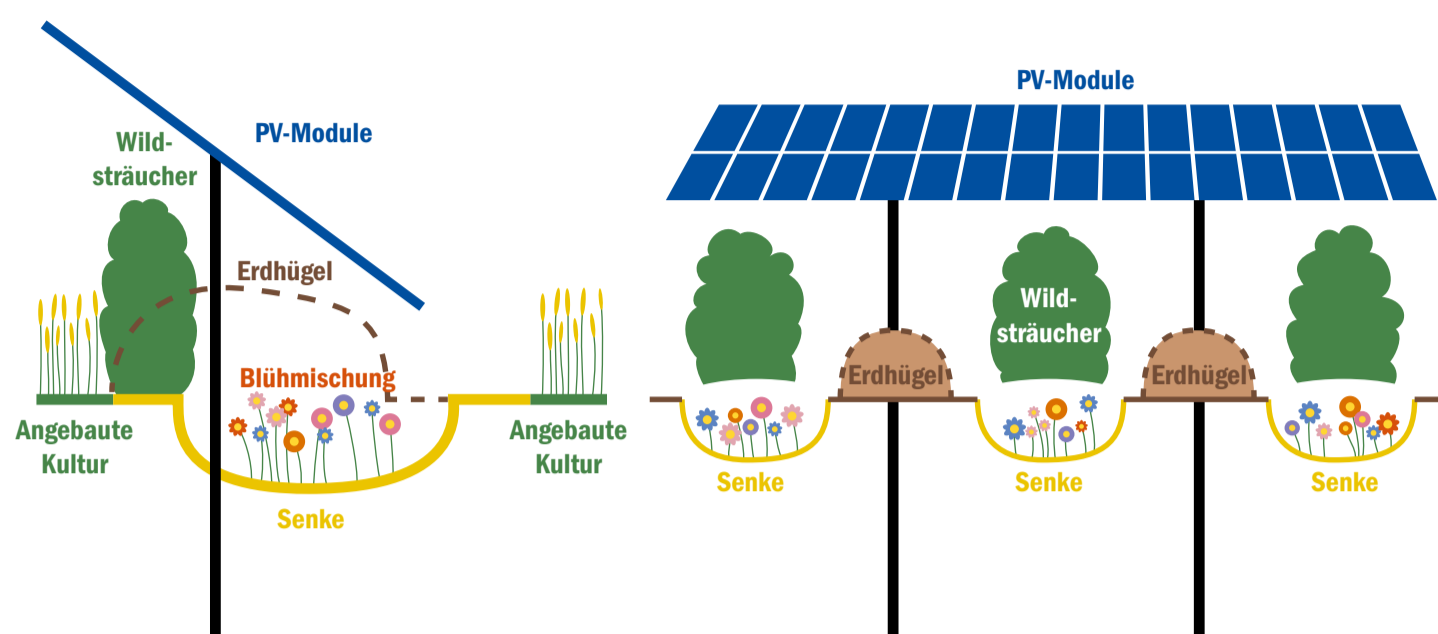 Wild-
sträucher
PV-Module
Erdhügel
Blühmischung
Angebaute
Kultur
Senke
Angebaute
Kultur
PV-Module
Wild-
sträucher
Erdhügel
Erdhügel
Senke
Senke
Senke